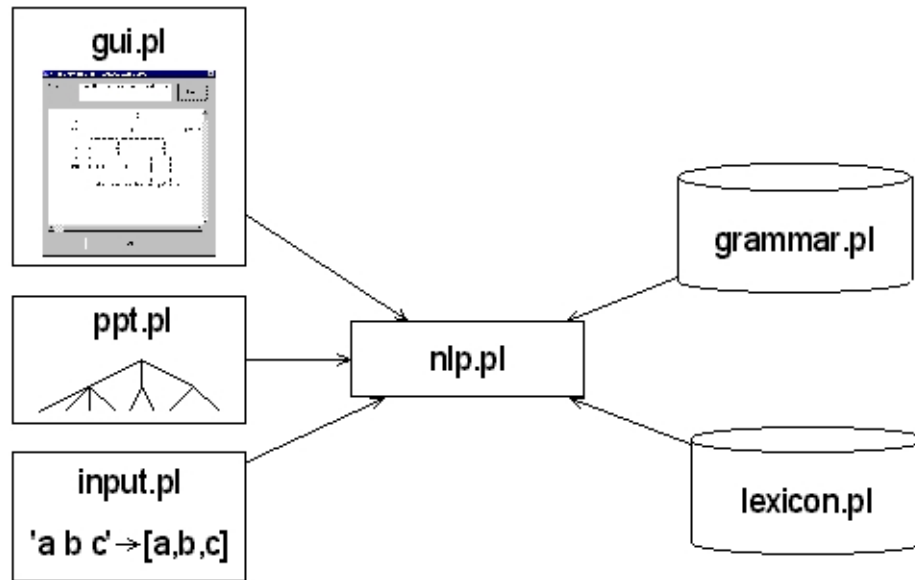 gui.pl
ppt.pl
input.pl
'a b c'→[a,b,c]
nlp.pl
grammar.pl
lexicon.pl